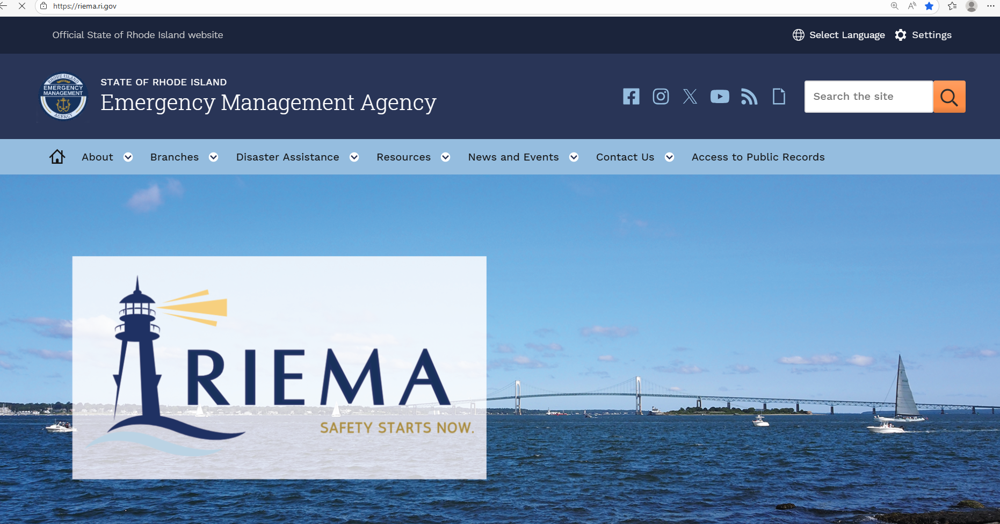 https://riema.ri.gov
Official State of Rhode Island website
Select Language
Settings
RHODE ISLAND
EMERGENCY
MANAGEMENT
AGENCY
STATE OF RHODE ISLAND
Emergency Management Agency
Search the site
About
Branches
Disaster Assistance
Resources
News and Events
Contact Us
Access to Public Records
RIEMA
SAFETY STARTS NOW.